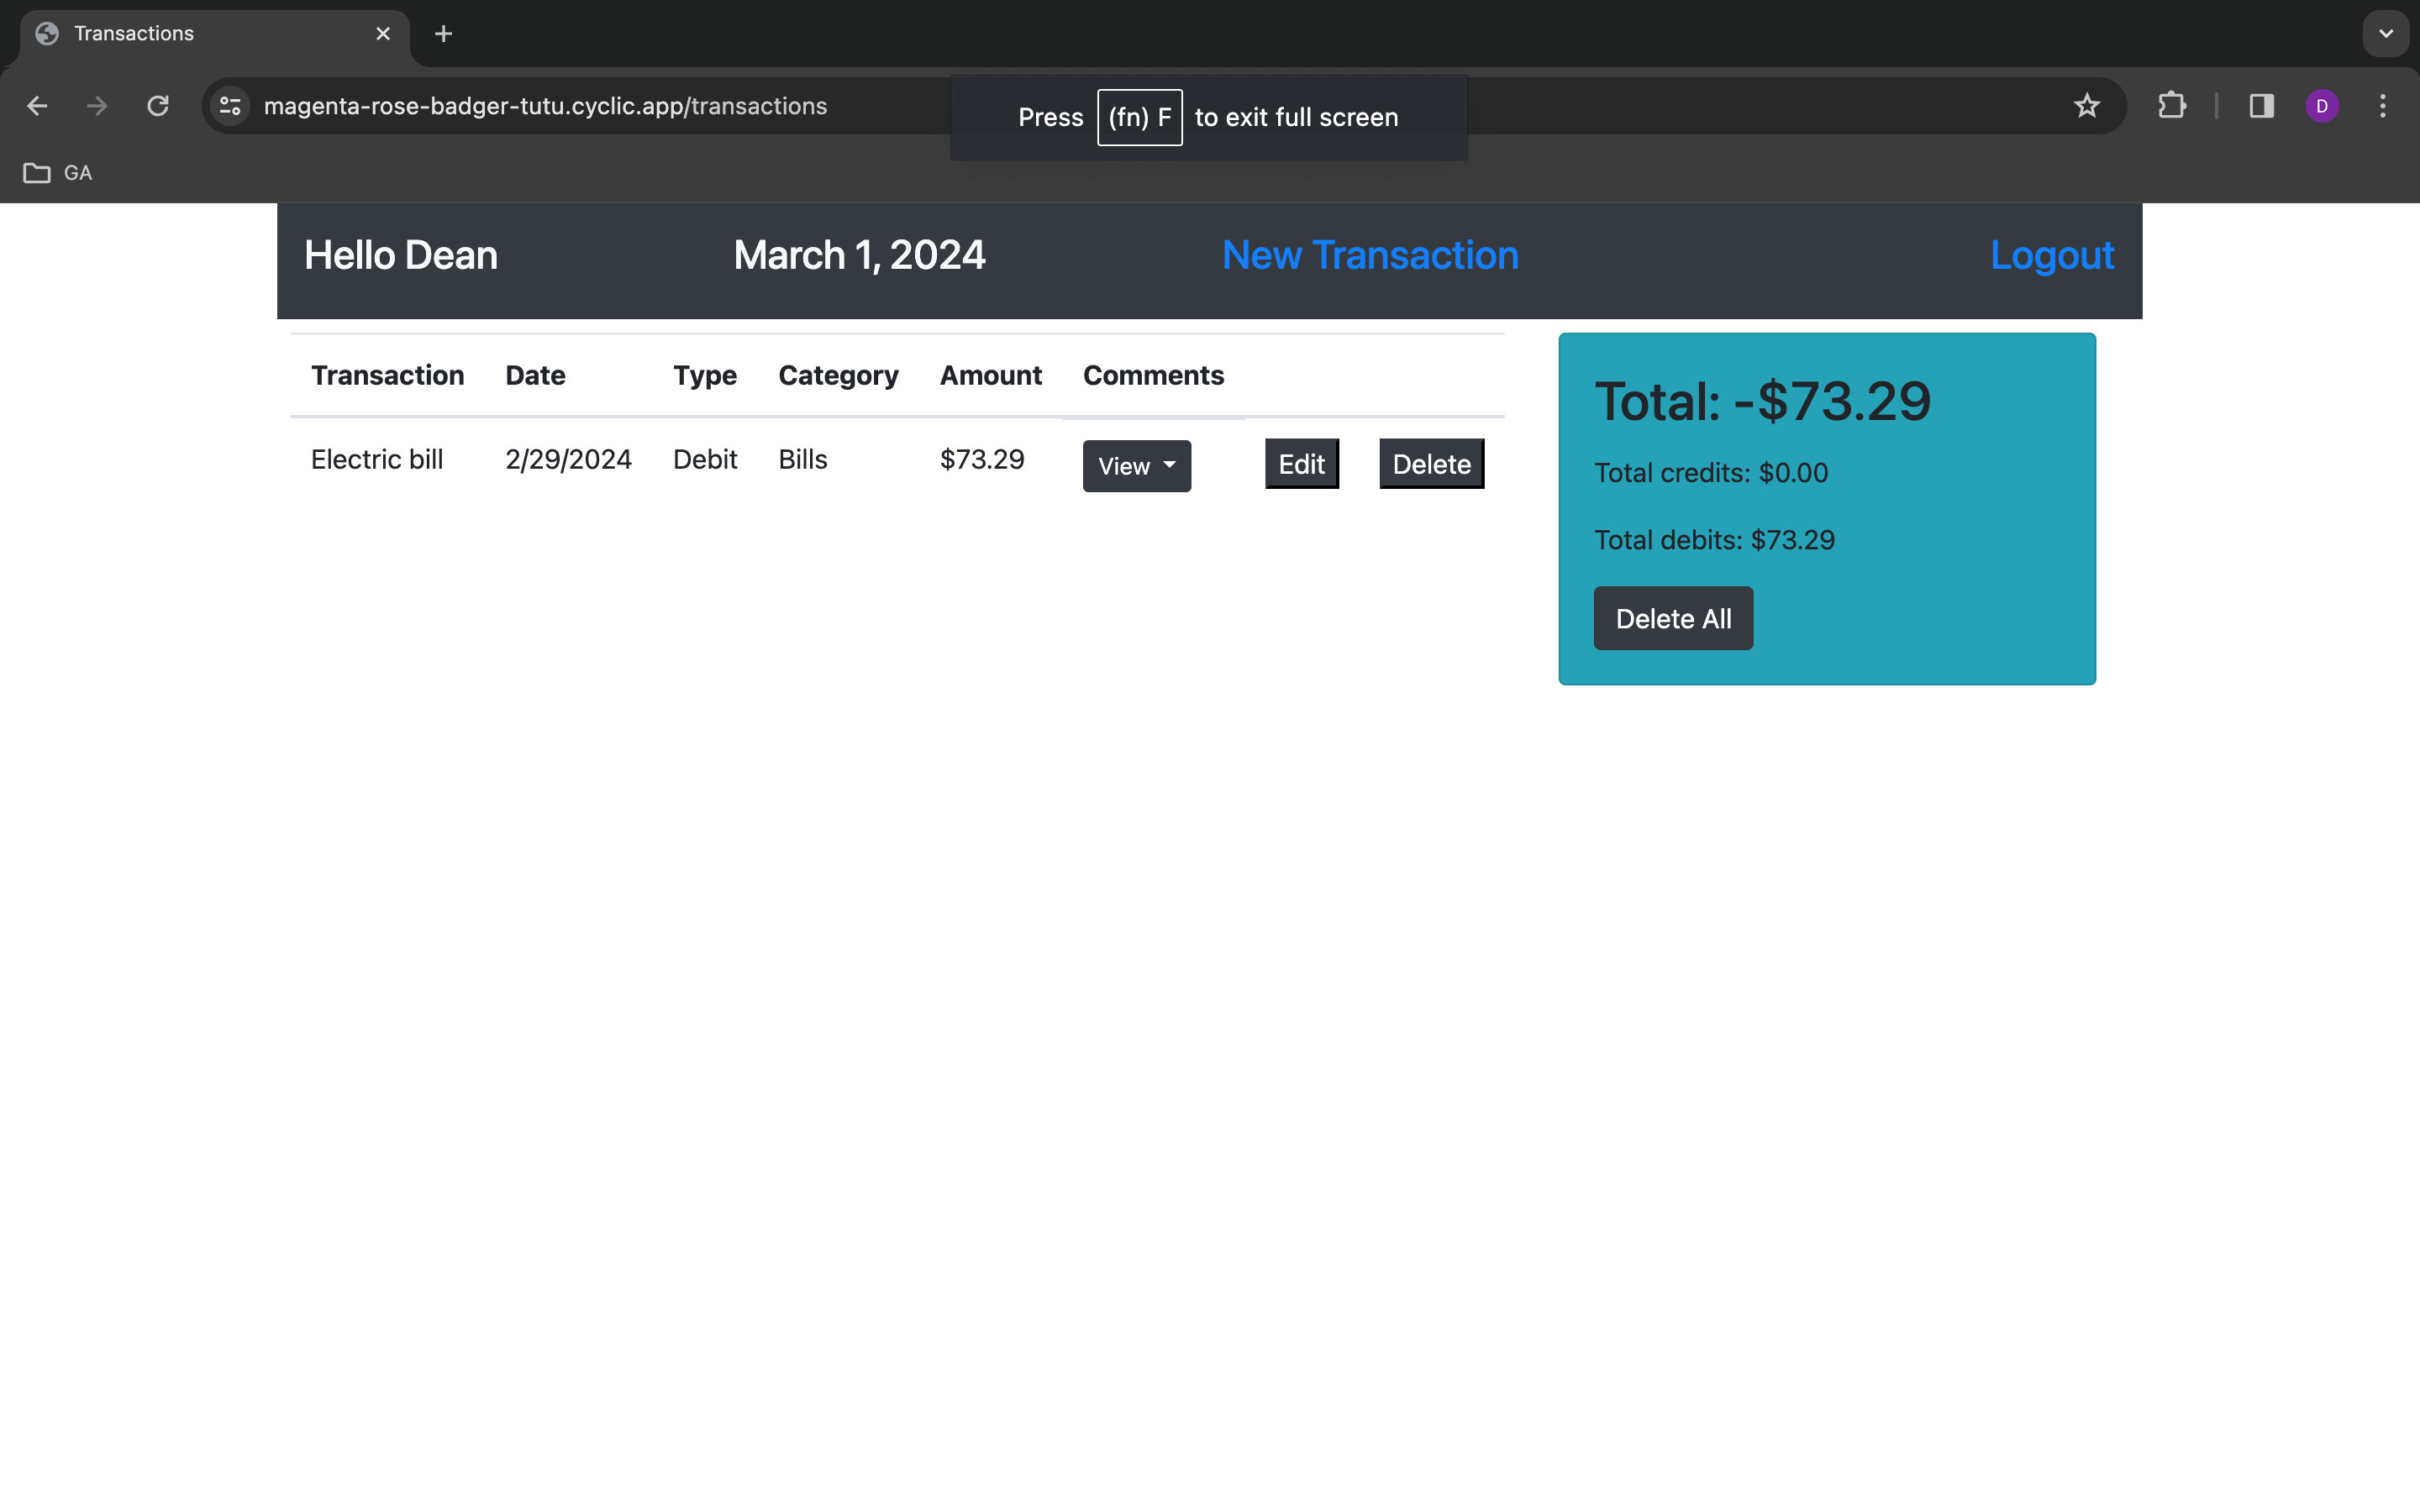 Transactions
magenta-rose-badger-tutu.cyclic.app/transactions
Press (fn) F to exit full screen
D
GA
Hello Dean March 1, 2024 New Transaction Logout
Transaction Date Type Category Amount Comments
Electric bill 2/29/2024 Debit Bills $73.29 View Edit Delete
Total: -$73.29
Total credits: $0.00
Total debits: $73.29
Delete All